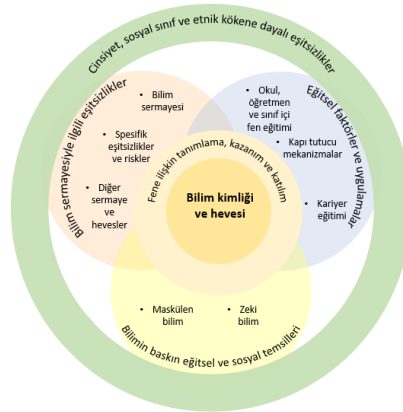 Cinsiyet, sosyal sınıf ve etnik kökene dayalı eşitsizlikler
Bilim sermayesiyle ilgili eşitsizlikler
• Bilim
sermayesi
• Spesifik
eşitsizlikler
ve riskler
• Diğer
sermaye
ve
hevesler
Eğitsel faktörler ve uygulamalar
• Okul,
öğretmen
ve sınıf içi
fen eğitimi
• Kapı tutucu
mekanizmalar
• Kariyer
eğitimi
Fene ilişkin tanımlama, kazanım ve katılım
Bilim kimliği
ve hevesi
• Maskülen
bilim
• Zeki
bilim
Bilimin baskın eğitsel ve sosyal temsilleri